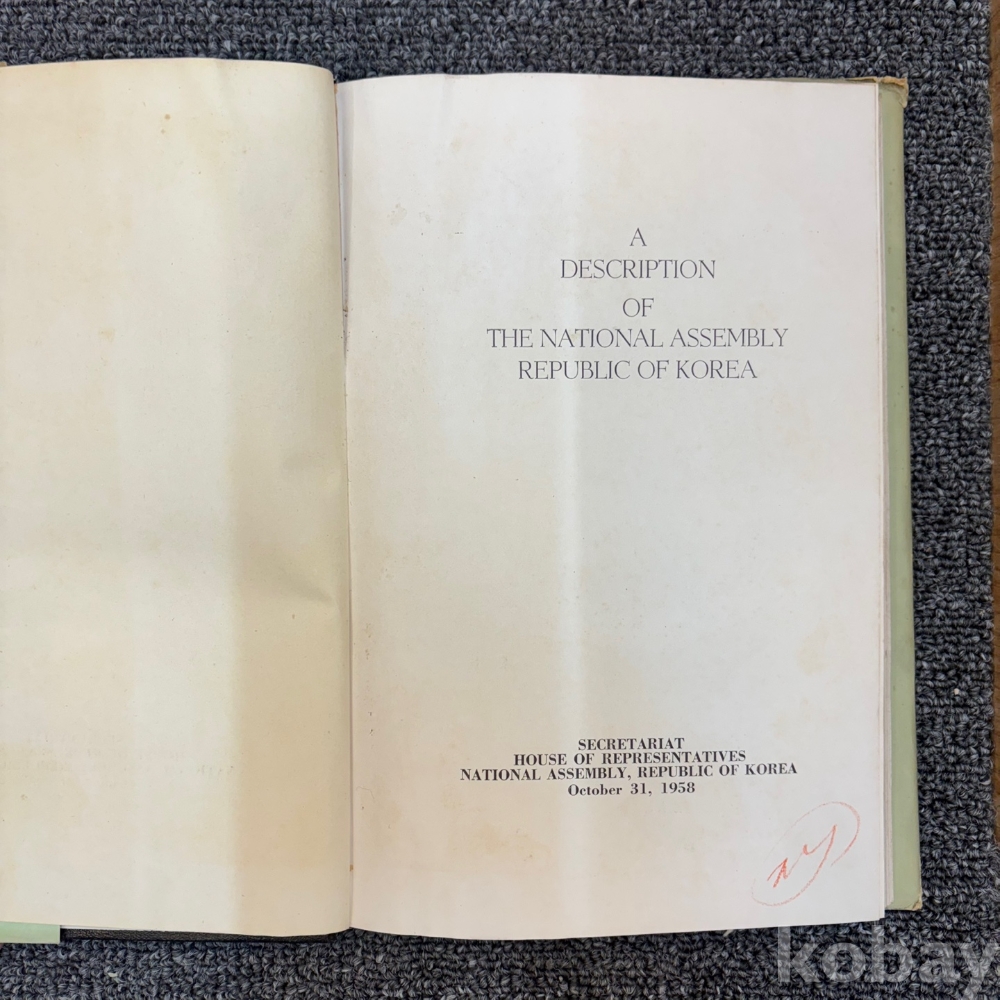 A
DESCRIPTION
OF
THE NATIONAL ASSEMBLY
REPUBLIC OF KOREA
SECRETARIAT
HOUSE OF REPRESENTATIVES
NATIONAL ASSEMBLY, REPUBLIC OF KOREA
October 31, 1958
kobay